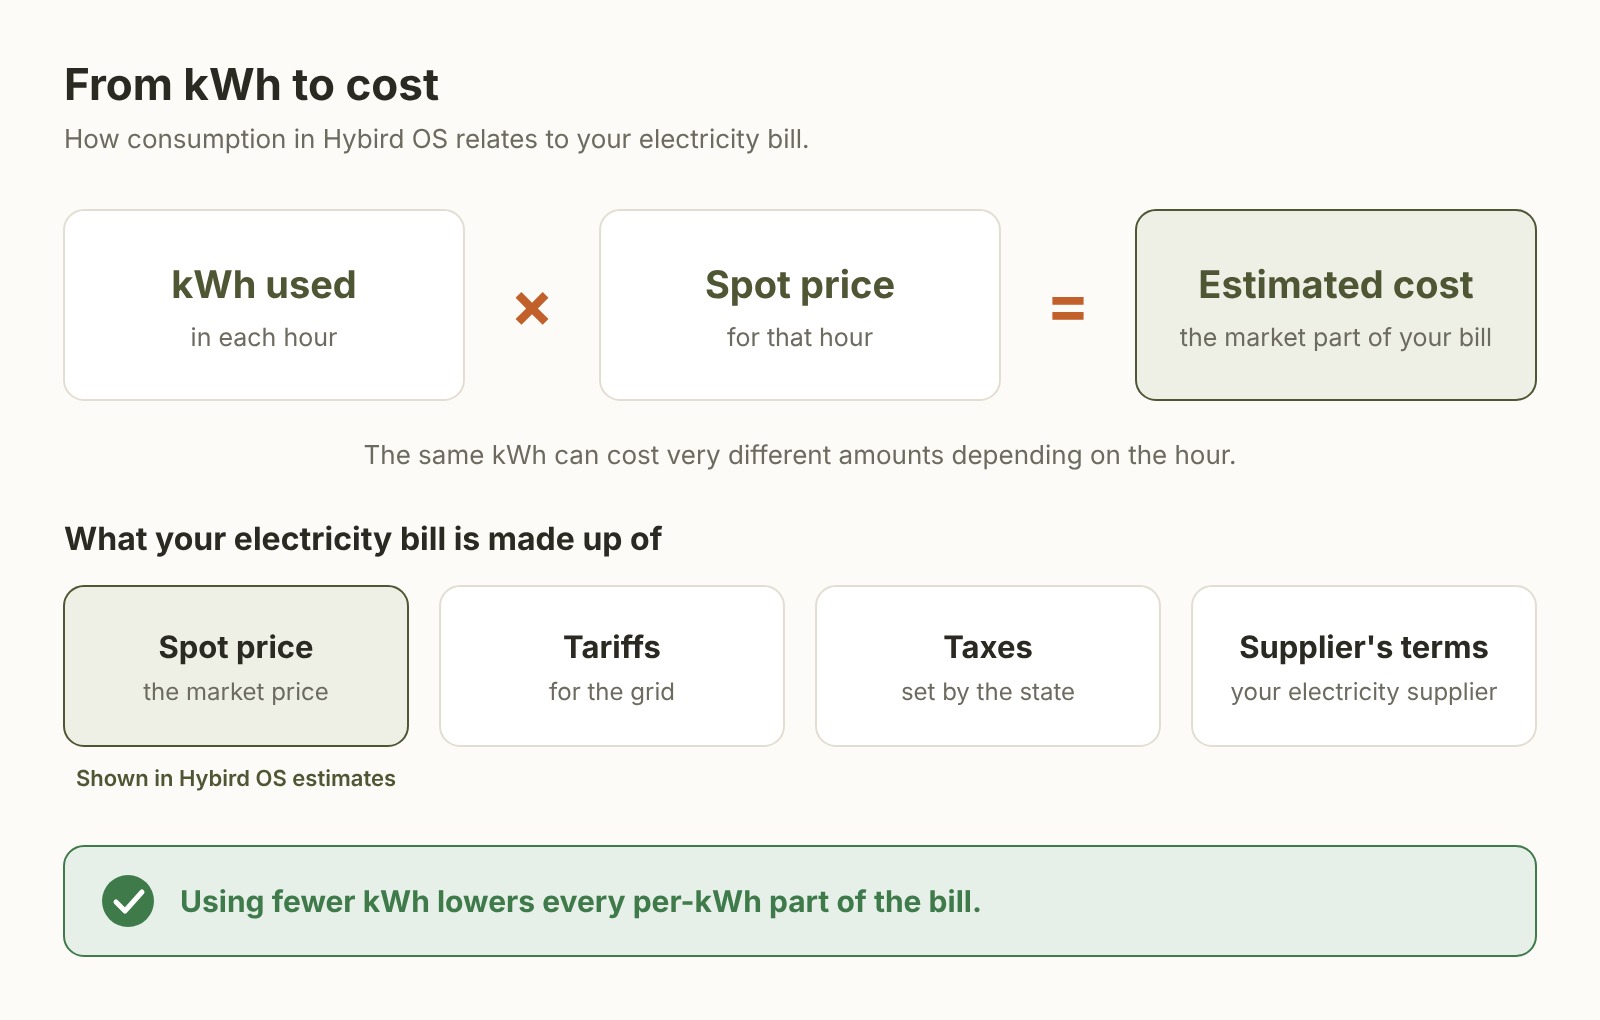 From kWh to cost
How consumption in Hybird OS relates to your electricity bill.
kWh used
in each hour
×
Spot price
for that hour
=
Estimated cost
the market part of your bill
The same kWh can cost very different amounts depending on the hour.
What your electricity bill is made up of
Spot price
the market price
Tariffs
for the grid
Taxes
set by the state
Supplier's terms
your electricity supplier
Shown in Hybird OS estimates
Using fewer kWh lowers every per-kWh part of the bill.